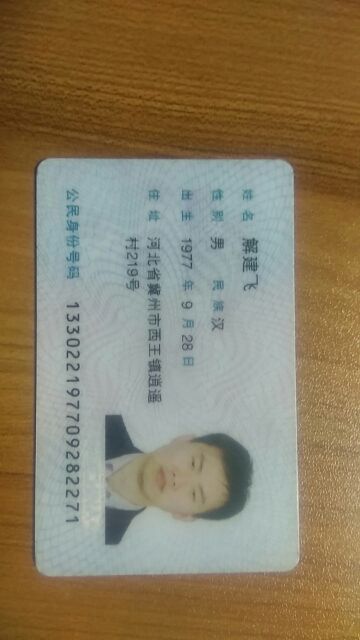 姓名 解建飞
性别 男 民族 汉
出生 1977 年 9 月 28 日
住址 河北省冀州市西王镇逍遥
村219号
公民身份号码 133022197709282271